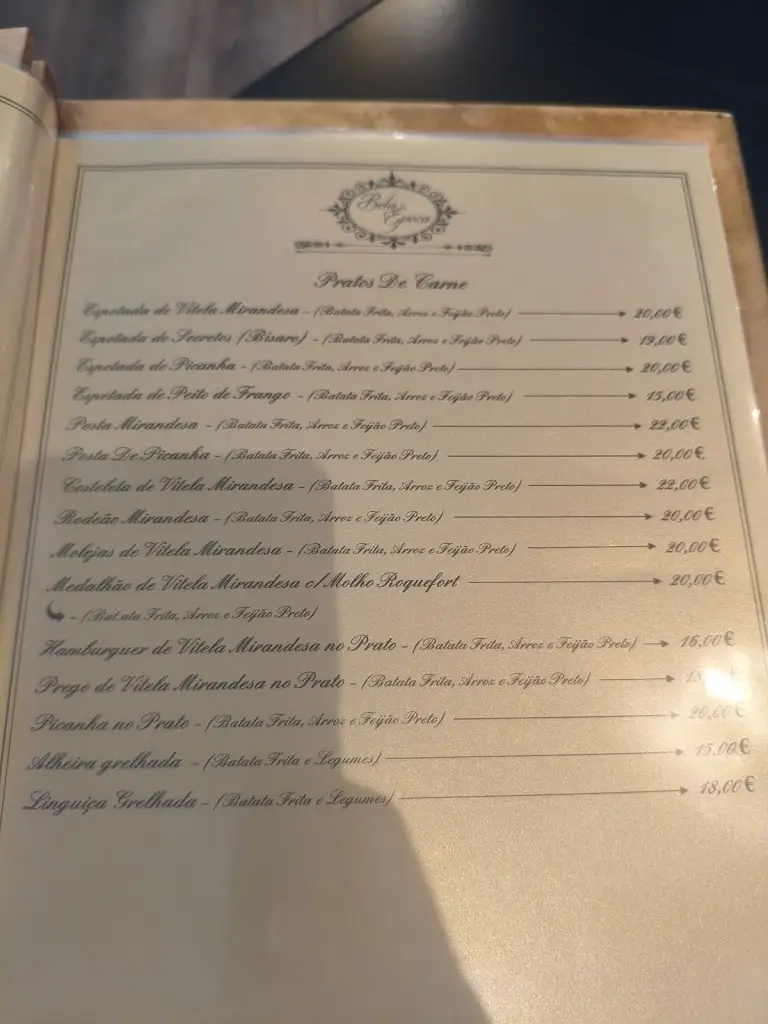 Bela
Epoca
Pratos De Carne
Espetada de Vitela Mirandesa - (Batata Frita, Arroz e Feijão Preto) 20,00€
Espetada de Secretos (Bisaro) - (Batata Frita, Arroz e Feijão Preto) 19,00€
Espetada de Picanha - (Batata Frita, Arroz e Feijão Preto) 20,00€
Espetada de Peito de Frango - (Batata Frita, Arroz e Feijão Preto) 15,00€
Posta Mirandesa - (Batata Frita, Arroz e Feijão Preto) 22,00€
Posta De Picanha - (Batata Frita, Arroz e Feijão Preto) 20,00€
Costeleta de Vitela Mirandesa - (Batata Frita, Arroz e Feijão Preto) 22,00€
Rodeão Mirandesa - (Batata Frita, Arroz e Feijão Preto) 20,00€
Molejas de Vitela Mirandesa - (Batata Frita, Arroz e Feijão Preto) 20,00€
Medalhão de Vitela Mirandesa c/Molho Roquefort 20,00€
- (Batata Frita, Arroz e Feijão Preto)
Hamburguer de Vitela Mirandesa no Prato - (Batata Frita, Arroz e Feijão Preto) 16,00€
Prego de Vitela Mirandesa no Prato - (Batata Frita, Arroz e Feijão Preto)
Picanha no Prato - (Batata Frita, Arroz e Feijão Preto) 20,00€
Alheira grelhada - (Batata Frita e Legumes) 15,00€
Linguiça Grelhada - (Batata Frita e Legumes) 18,00€